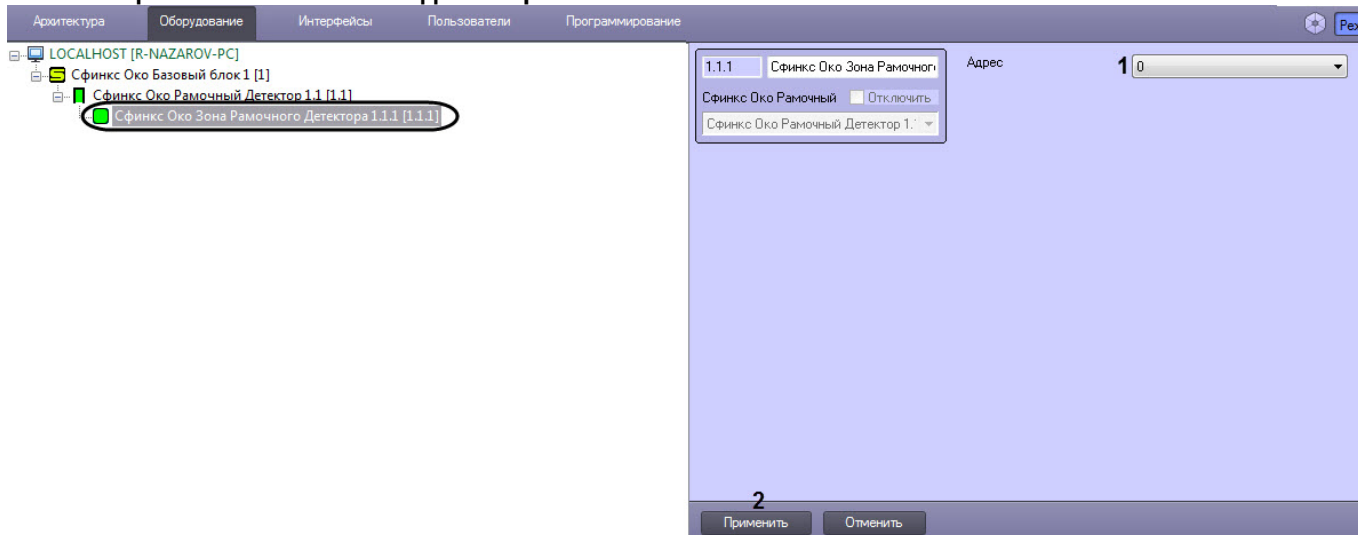 Архитектура Оборудование Интерфейсы Пользователи Программирование
LOCALHOST [R-NAZAROV-PC]
Сфинкс Око Базовый блок 1 [1]
Сфинкс Око Рамочный Детектор 1.1 [1.1]
Сфинкс Око Зона Рамочного Детектора 1.1.1 [1.1.1]
1.1.1 Сфинкс Око Зона Рамочног
Сфинкс Око Рамочный Отключить
Сфинкс Око Рамочный Детектор 1.
Адрес 1 0
2
Применить Отменить